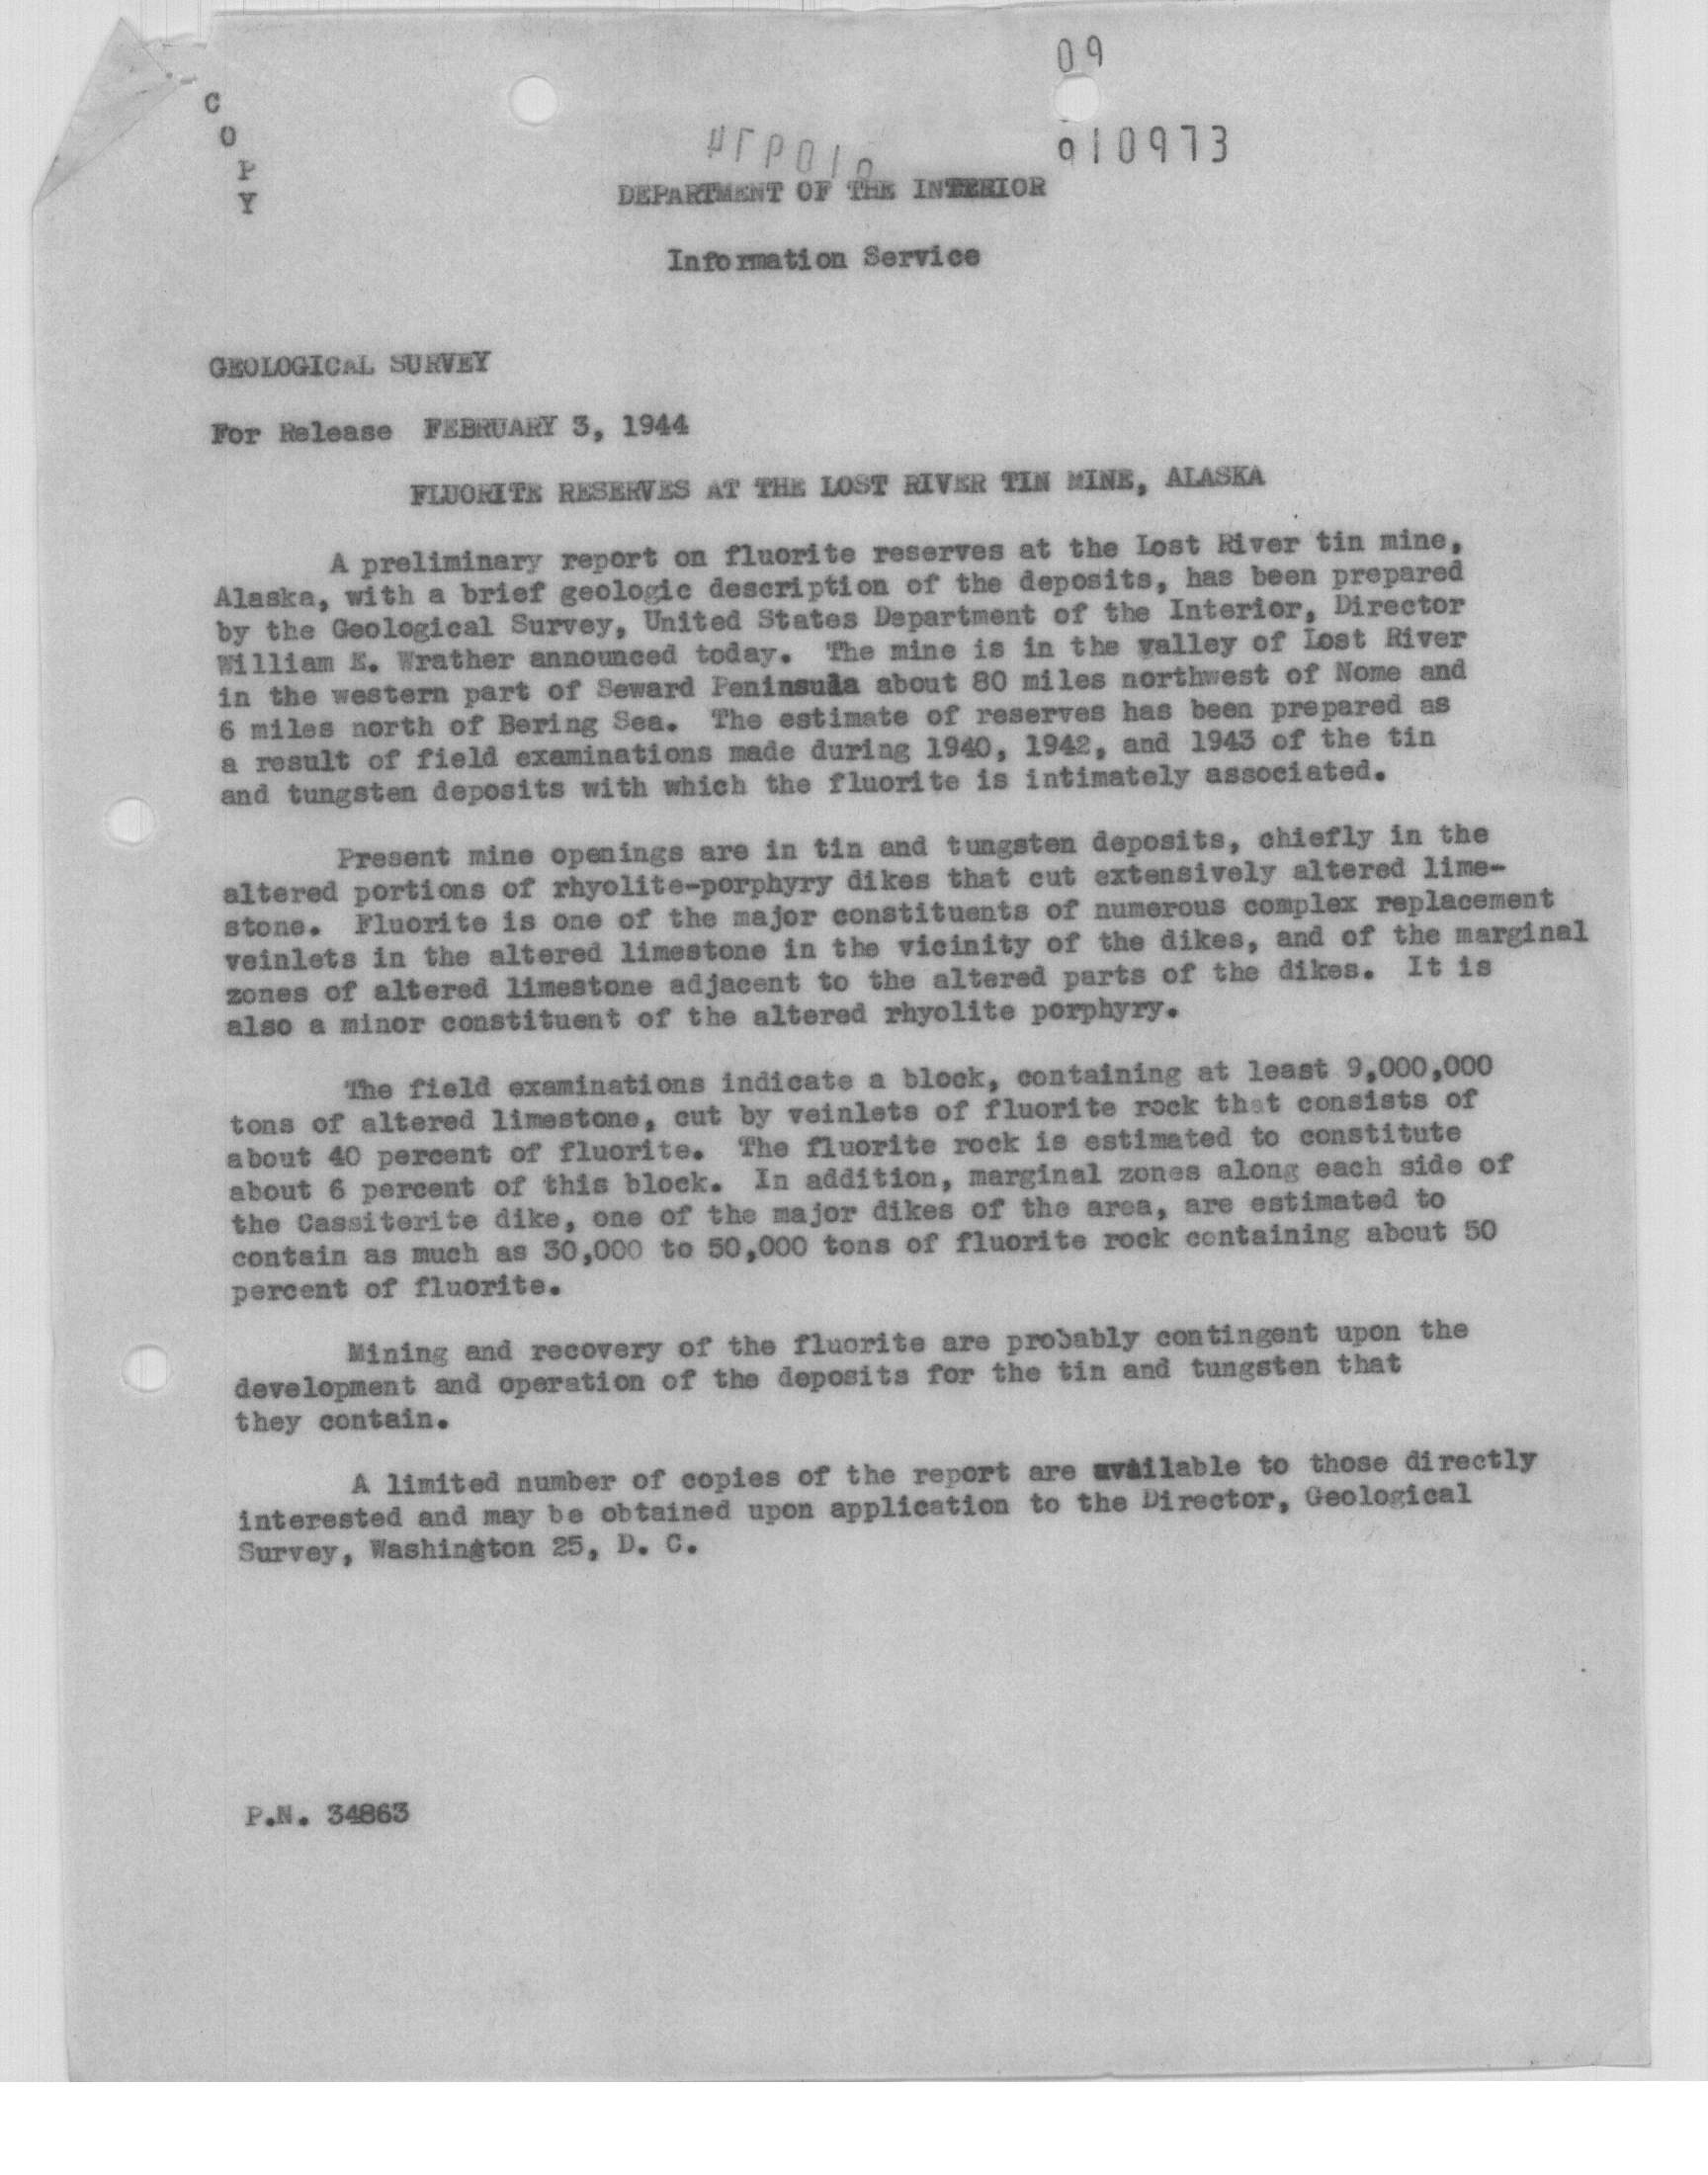 09
C
O
P
Y
010973
DEPARTMENT OF THE INTERIOR
Information Service
GEOLOGICAL SURVEY
For Release FEBRUARY 3, 1944
FLUORITE RESERVES AT THE LOST RIVER TIN MINE, ALASKA
A preliminary report on fluorite reserves at the Lost River tin mine,
Alaska, with a brief geologic description of the deposits, has been prepared
by the Geological Survey, United States Department of the Interior, Director
William E. Wrather announced today. The mine is in the valley of Lost River
in the western part of Seward Peninsula about 80 miles northwest of Nome and
6 miles north of Bering Sea. The estimate of reserves has been prepared as
a result of field examinations made during 1940, 1942, and 1943 of the tin
and tungsten deposits with which the fluorite is intimately associated.
Present mine openings are in tin and tungsten deposits, chiefly in the
altered portions of rhyolite-porphyry dikes that cut extensively altered lime-
stone. Fluorite is one of the major constituents of numerous complex replacement
veinlets in the altered limestone in the vicinity of the dikes, and of the marginal
zones of altered limestone adjacent to the altered parts of the dikes. It is
also a minor constituent of the altered rhyolite porphyry.
The field examinations indicate a block, containing at least 9,000,000
tons of altered limestone, cut by veinlets of fluorite rock that consists of
about 40 percent of fluorite. The fluorite rock is estimated to constitute
about 6 percent of this block. In addition, marginal zones along each side of
the Cassiterite dike, one of the major dikes of the area, are estimated to
contain as much as 30,000 to 50,000 tons of fluorite rock containing about 50
percent of fluorite.
Mining and recovery of the fluorite are probably contingent upon the
development and operation of the deposits for the tin and tungsten that
they contain.
A limited number of copies of the report are available to those directly
interested and may be obtained upon application to the Director, Geological
Survey, Washington 25, D. C.
P.N. 34863